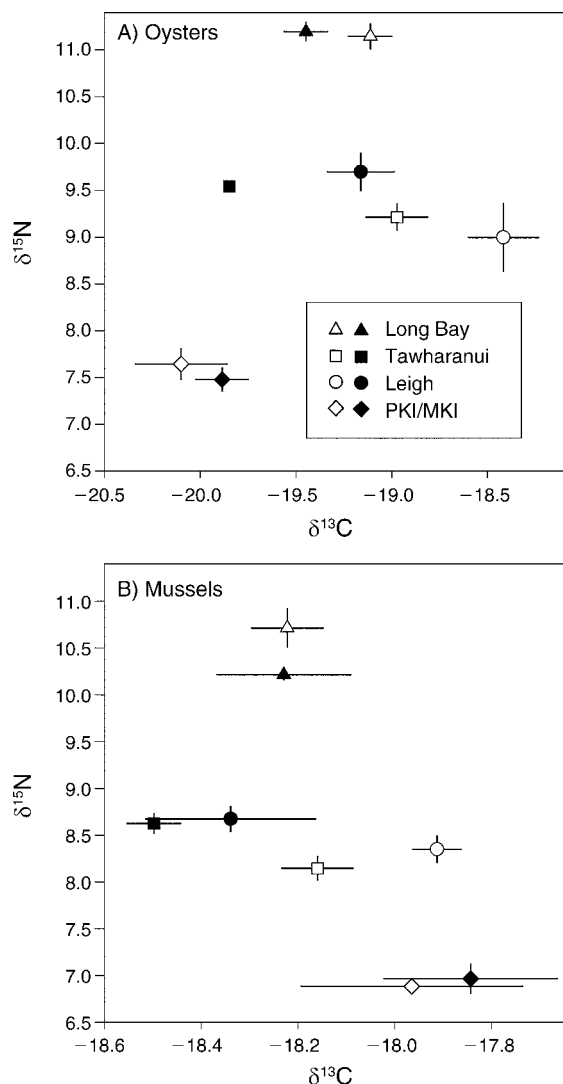 A) Oysters
11.0
10.5
10.0
9.5
9.0
8.5
8.0
7.5
7.0
6.5
δ¹⁵N
Long Bay
Tawharanui
Leigh
PKI/MKI
−20.5 −20.0 −19.5 −19.0 −18.5
δ¹³C
B) Mussels
11.0
10.5
10.0
9.5
9.0
8.5
8.0
7.5
7.0
6.5
δ¹⁵N
−18.6 −18.4 −18.2 −18.0 −17.8
δ¹³C